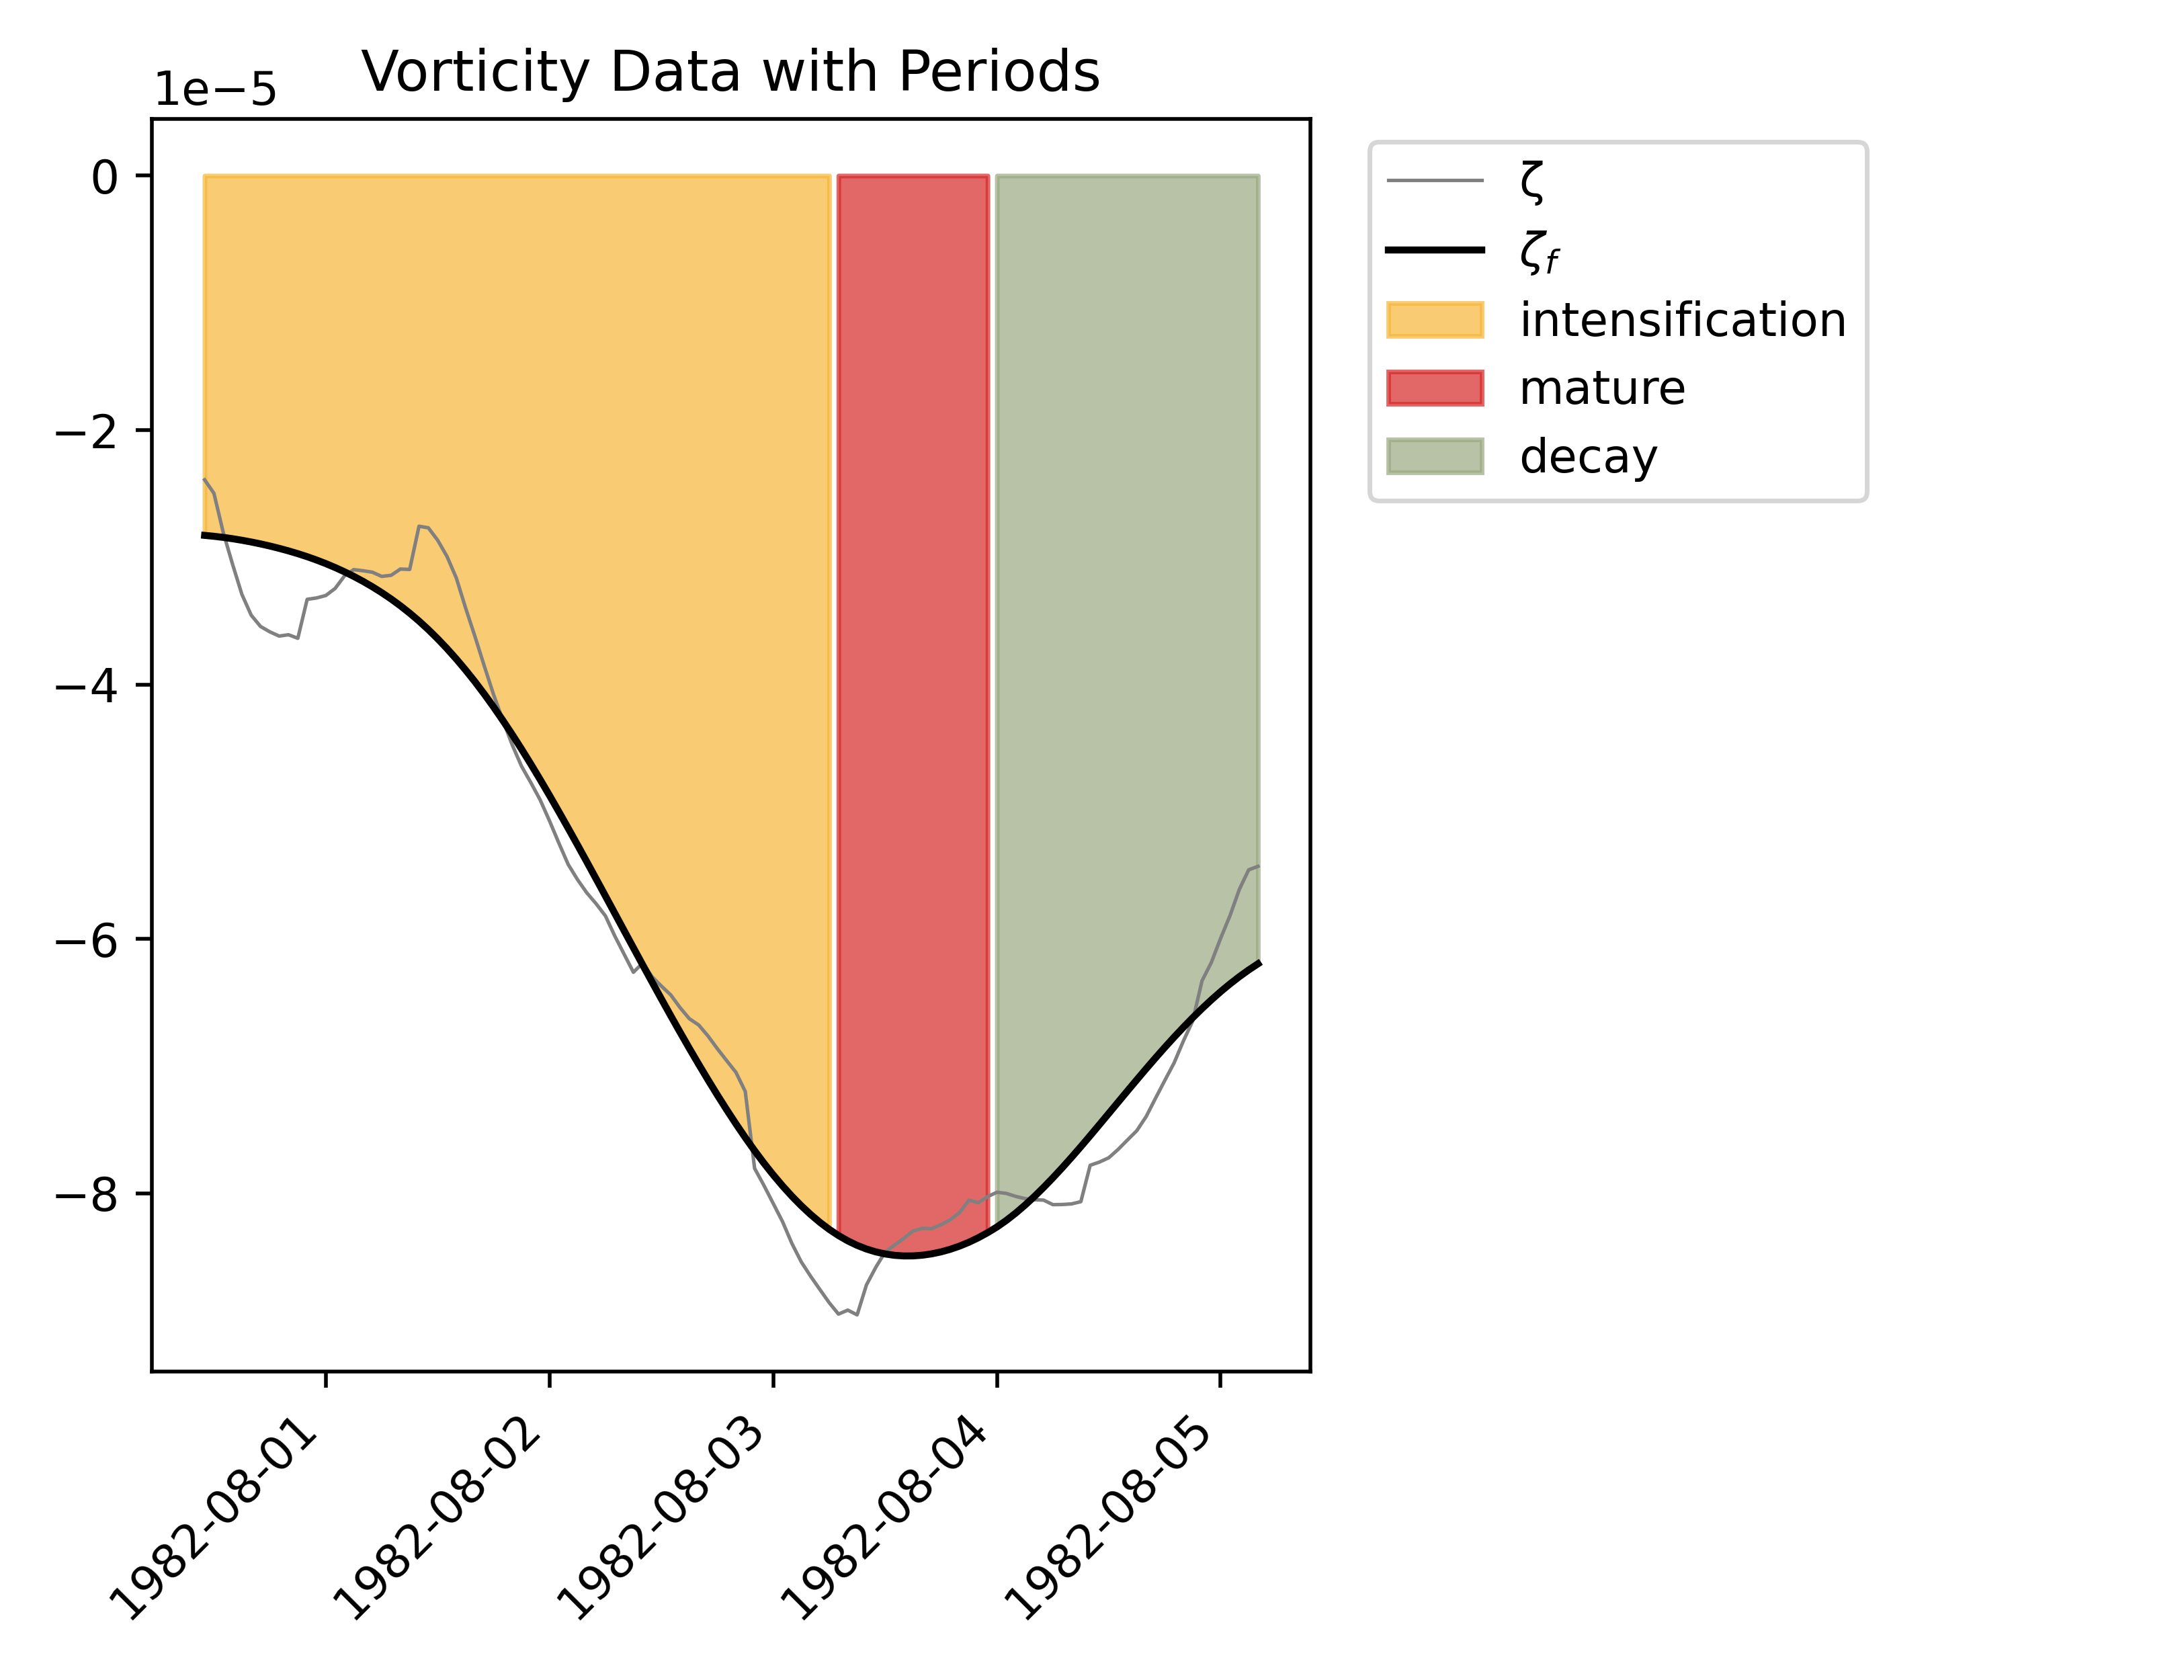 Vorticity Data with Periods
1e−5
0
−2
−4
−6
−8
1982-08-01
1982-08-02
1982-08-03
1982-08-04
1982-08-05
ζ
ζf
intensification
mature
decay